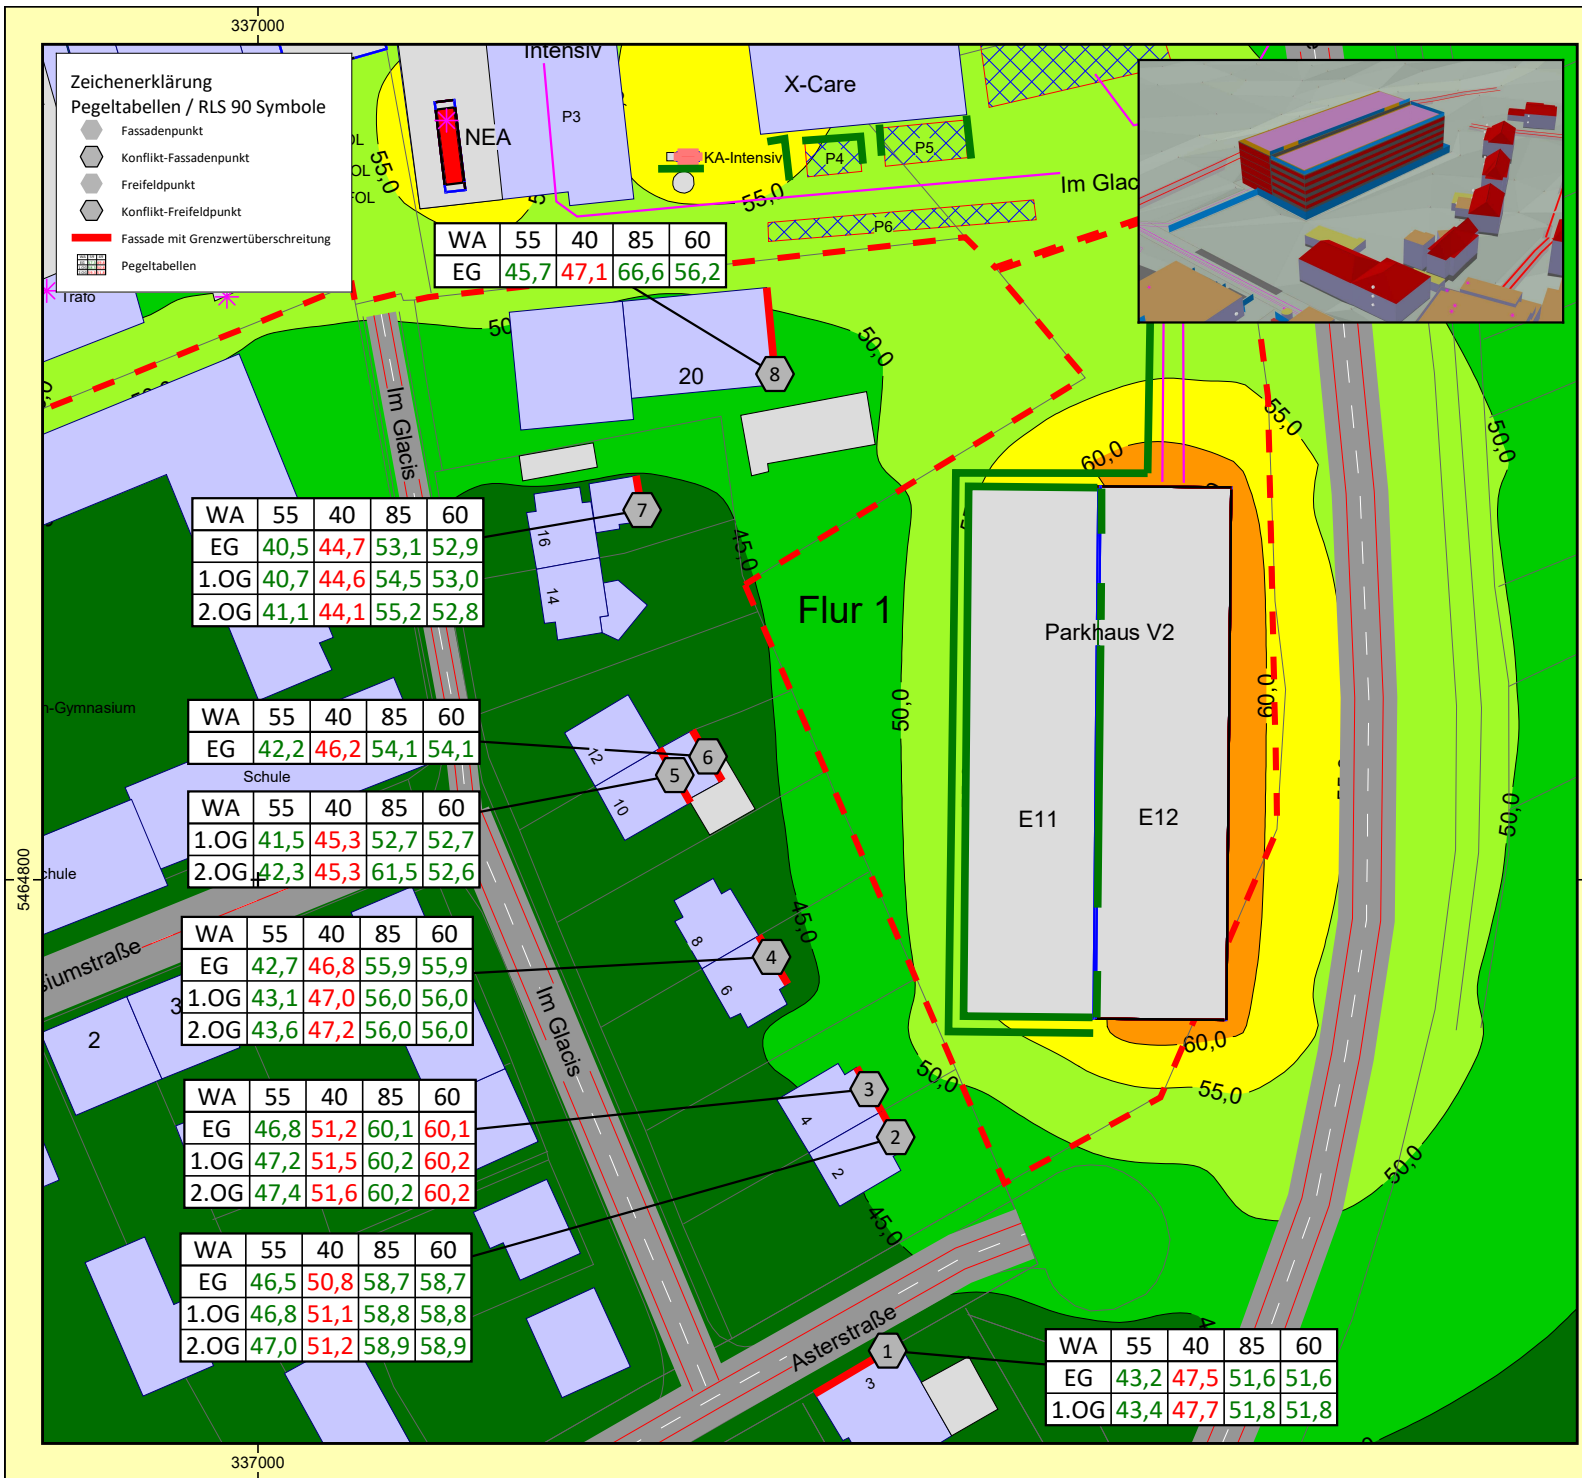 337000
Zeichenerklärung
Pegeltabellen / RLS 90 Symbole
Fassadenpunkt
Konflikt-Fassadenpunkt
Freifeldpunkt
Konflikt-Freifeldpunkt
Fassade mit Grenzwertüberschreitung
Pegeltabellen
Intensiv
P3
NEA
X-Care
KA-Intensiv
P4
P5
P6
55,0
55,0
OL
OL
FOL
Im Glac
Trafo
WA 55 40 85 60
EG 45,7 47,1 66,6 56,2
50
50,0
20
8
Im Glacis
55,0
50,0
60,0
WA 55 40 85 60
EG 40,5 44,7 53,1 52,9
1.OG 40,7 44,6 54,5 53,0
2.OG 41,1 44,1 55,2 52,8
7
16
14
45,0
Flur 1
Parkhaus V2
n-Gymnasium
WA 55 40 85 60
EG 42,2 46,2 54,1 54,1
6
5
12
10
50,0
60,0
Schule
WA 55 40 85 60
1.OG 41,5 45,3 52,7 52,7
2.OG 42,3 45,3 61,5 52,6
E11
E12
50,0
5464800
chule
WA 55 40 85 60
EG 42,7 46,8 55,9 55,9
1.OG 43,1 47,0 56,0 56,0
2.OG 43,6 47,2 56,0 56,0
8
6
4
45,0
siumstraße
2
3
Im Glacis
60,0
50,0
55,0
WA 55 40 85 60
EG 46,8 51,2 60,1 60,1
1.OG 47,2 51,5 60,2 60,2
2.OG 47,4 51,6 60,2 60,2
3
4
2
2
50,0
45,0
WA 55 40 85 60
EG 46,5 50,8 58,7 58,7
1.OG 46,8 51,1 58,8 58,8
2.OG 47,0 51,2 58,9 58,9
Asterstraße
1
3
WA 55 40 85 60
EG 43,2 47,5 51,6 51,6
1.OG 43,4 47,7 51,8 51,8
337000